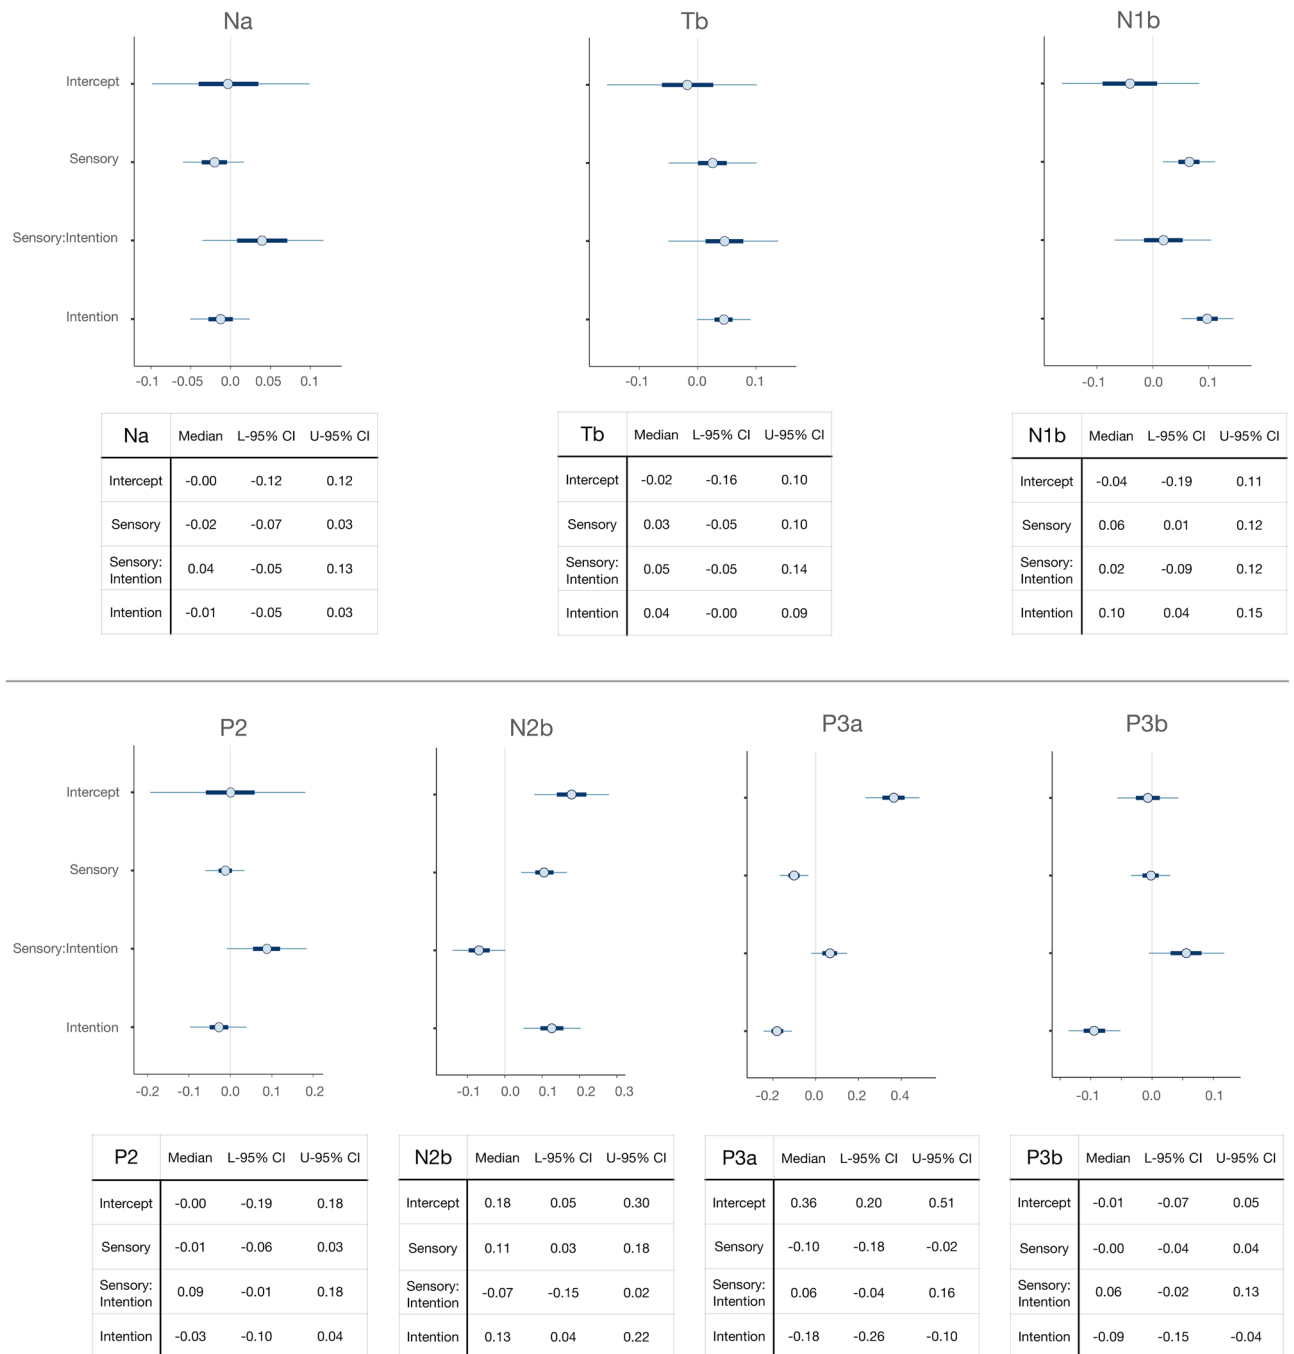 Na Tb N1b
Intercept
Sensory
Sensory:Intention
Intention
-0.1 -0.05 0.0 0.05 0.1
-0.1 0.0 0.1
-0.1 0.0 0.1
Na Median L-95% CI U-95% CI
Intercept -0.00 -0.12 0.12
Sensory -0.02 -0.07 0.03
Sensory:
Intention 0.04 -0.05 0.13
Intention -0.01 -0.05 0.03
Tb Median L-95% CI U-95% CI
Intercept -0.02 -0.16 0.10
Sensory 0.03 -0.05 0.10
Sensory:
Intention 0.05 -0.05 0.14
Intention 0.04 -0.00 0.09
N1b Median L-95% CI U-95% CI
Intercept -0.04 -0.19 0.11
Sensory 0.06 0.01 0.12
Sensory:
Intention 0.02 -0.09 0.12
Intention 0.10 0.04 0.15
P2 N2b P3a P3b
Intercept
Sensory
Sensory:Intention
Intention
-0.2 -0.1 0.0 0.1 0.2
-0.1 0.0 0.1 0.2 0.3
-0.2 0.0 0.2 0.4
-0.1 0.0 0.1
P2 Median L-95% CI U-95% CI
Intercept -0.00 -0.19 0.18
Sensory -0.01 -0.06 0.03
Sensory:
Intention 0.09 -0.01 0.18
Intention -0.03 -0.10 0.04
N2b Median L-95% CI U-95% CI
Intercept 0.18 0.05 0.30
Sensory 0.11 0.03 0.18
Sensory:
Intention -0.07 -0.15 0.02
Intention 0.13 0.04 0.22
P3a Median L-95% CI U-95% CI
Intercept 0.36 0.20 0.51
Sensory -0.10 -0.18 -0.02
Sensory:
Intention 0.06 -0.04 0.16
Intention -0.18 -0.26 -0.10
P3b Median L-95% CI U-95% CI
Intercept -0.01 -0.07 0.05
Sensory -0.00 -0.04 0.04
Sensory:
Intention 0.06 -0.02 0.13
Intention -0.09 -0.15 -0.04